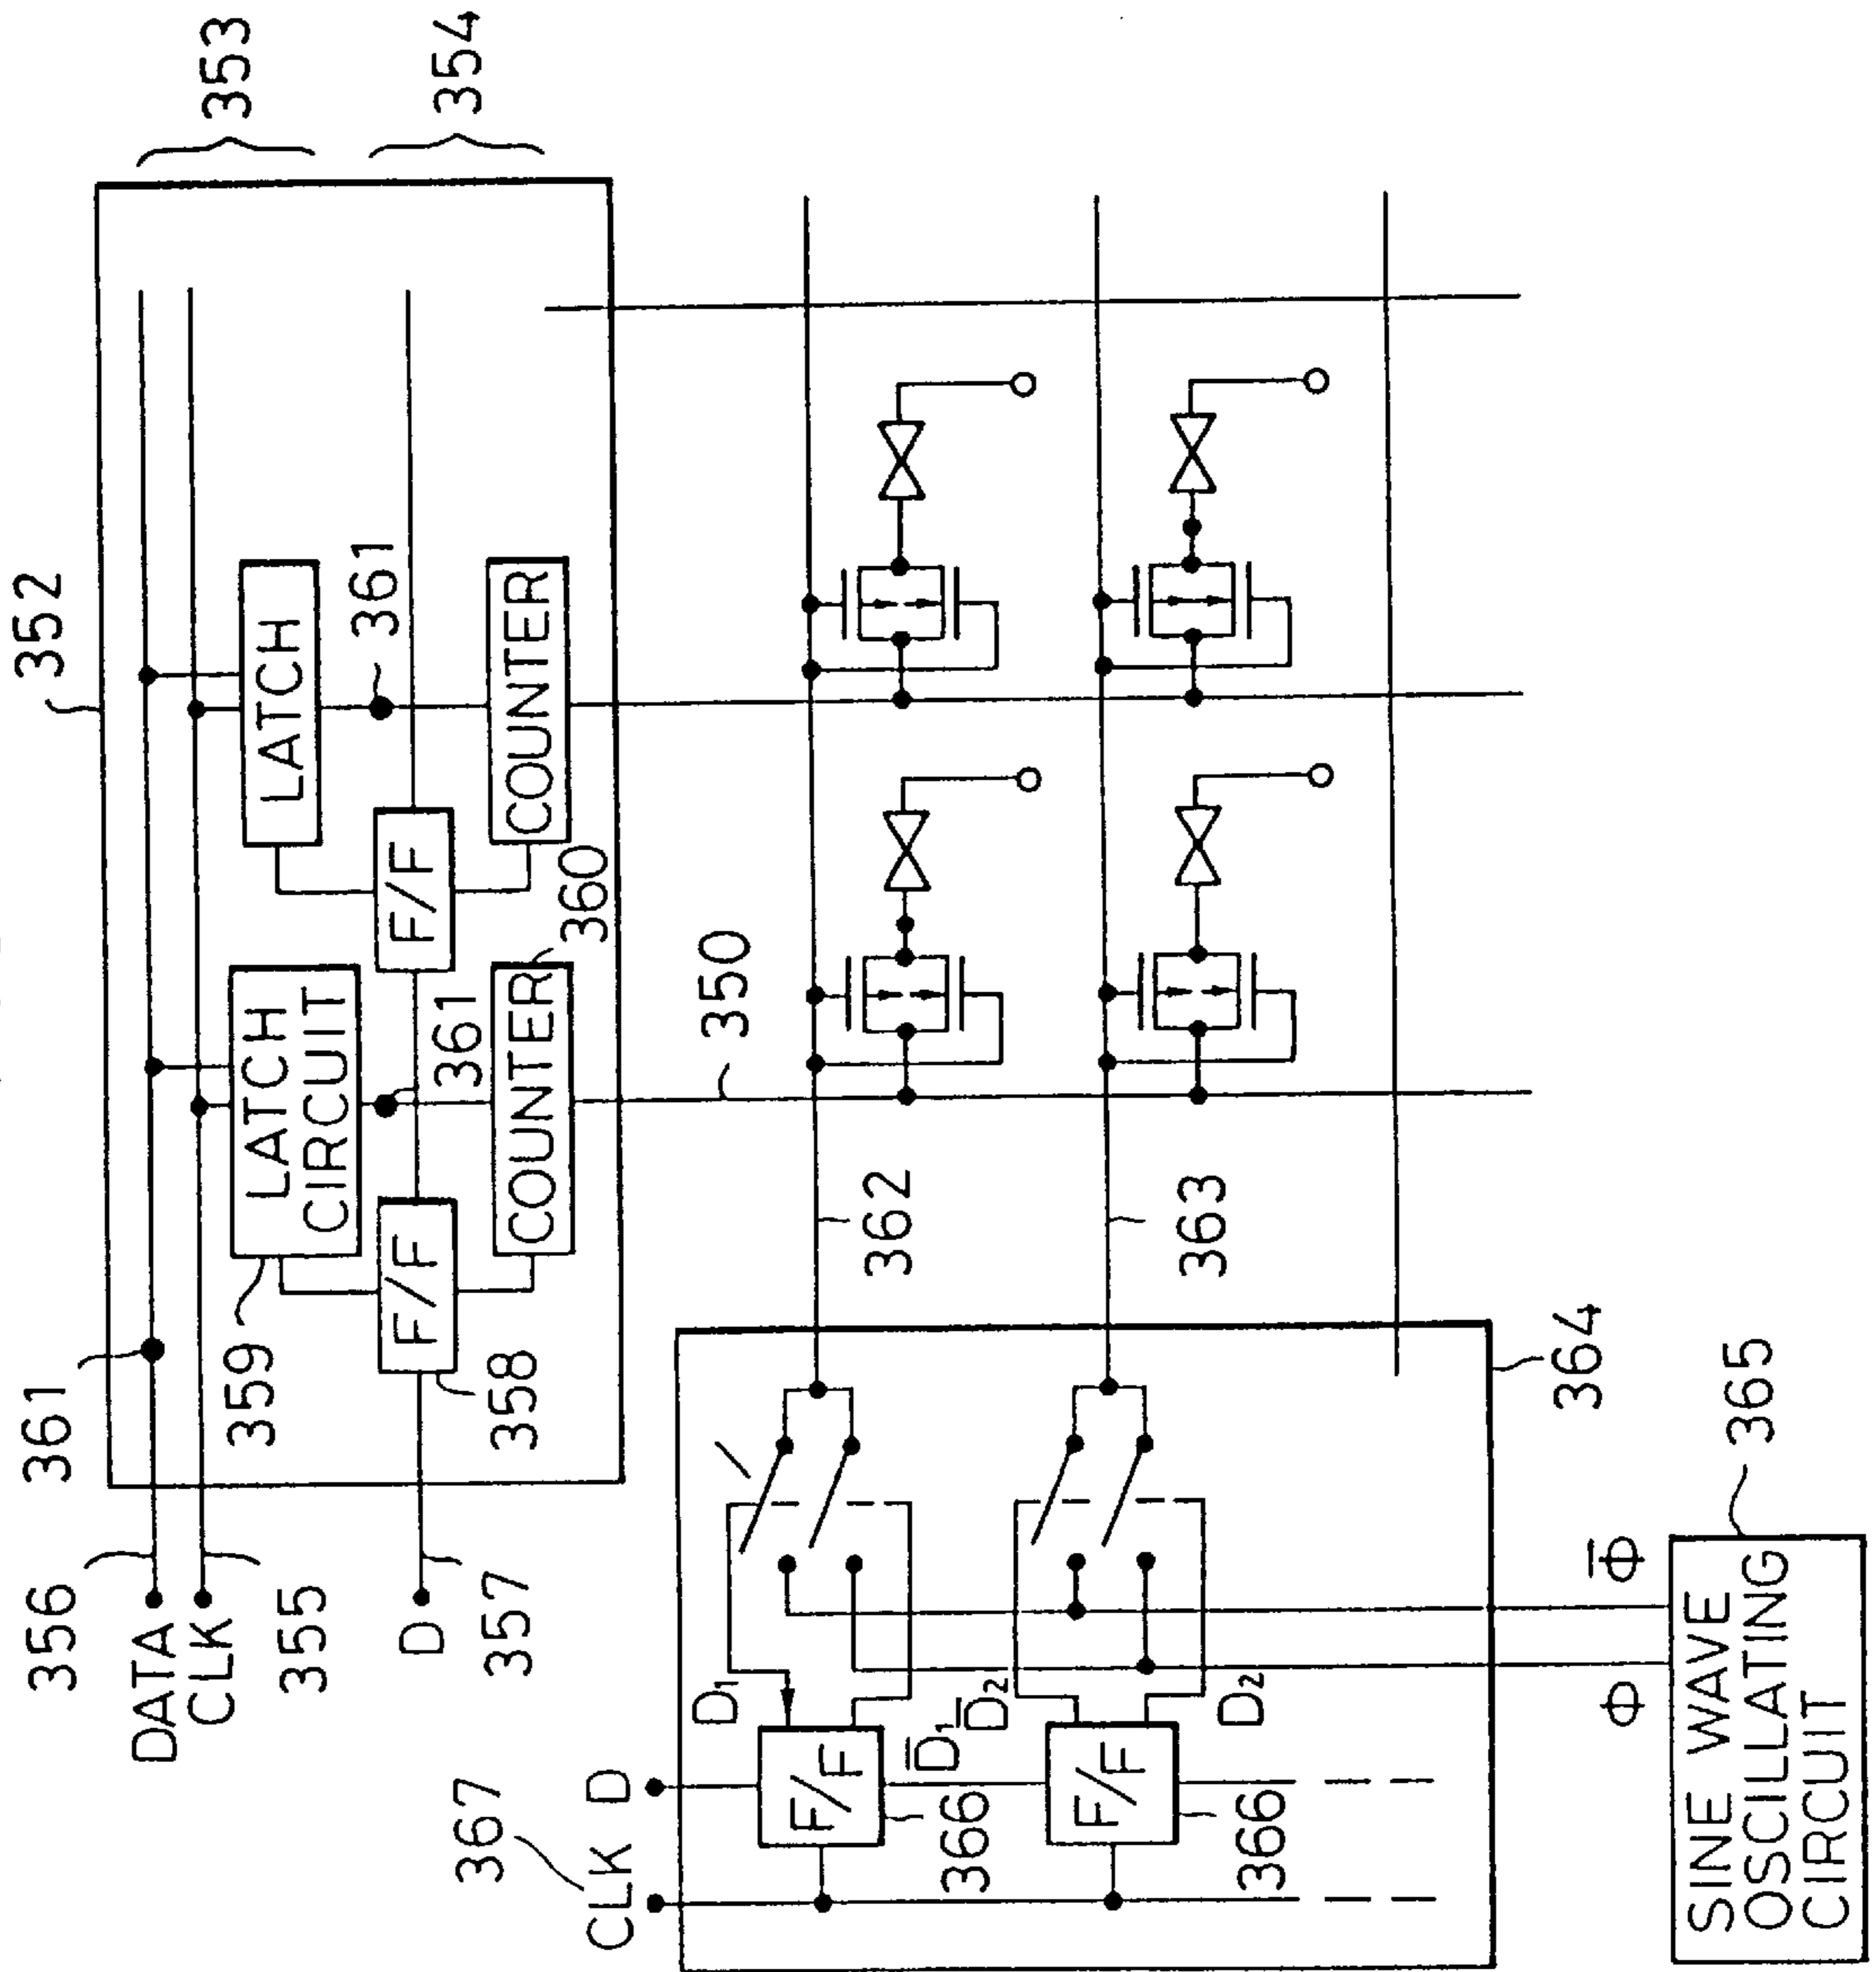 352
353
354
361
356
DATA
CLK
355
D
357
359
LATCH
CIRCUIT
LATCH
361
361
F/F
358
F/F
COUNTER
360
COUNTER
350
362
363
367
CLK
D
D₁
F/F
D̅₁
366
D̅₂
F/F
D₂
366
364
Φ
Φ̅
SINE WAVE
OSCILLATING
CIRCUIT
365